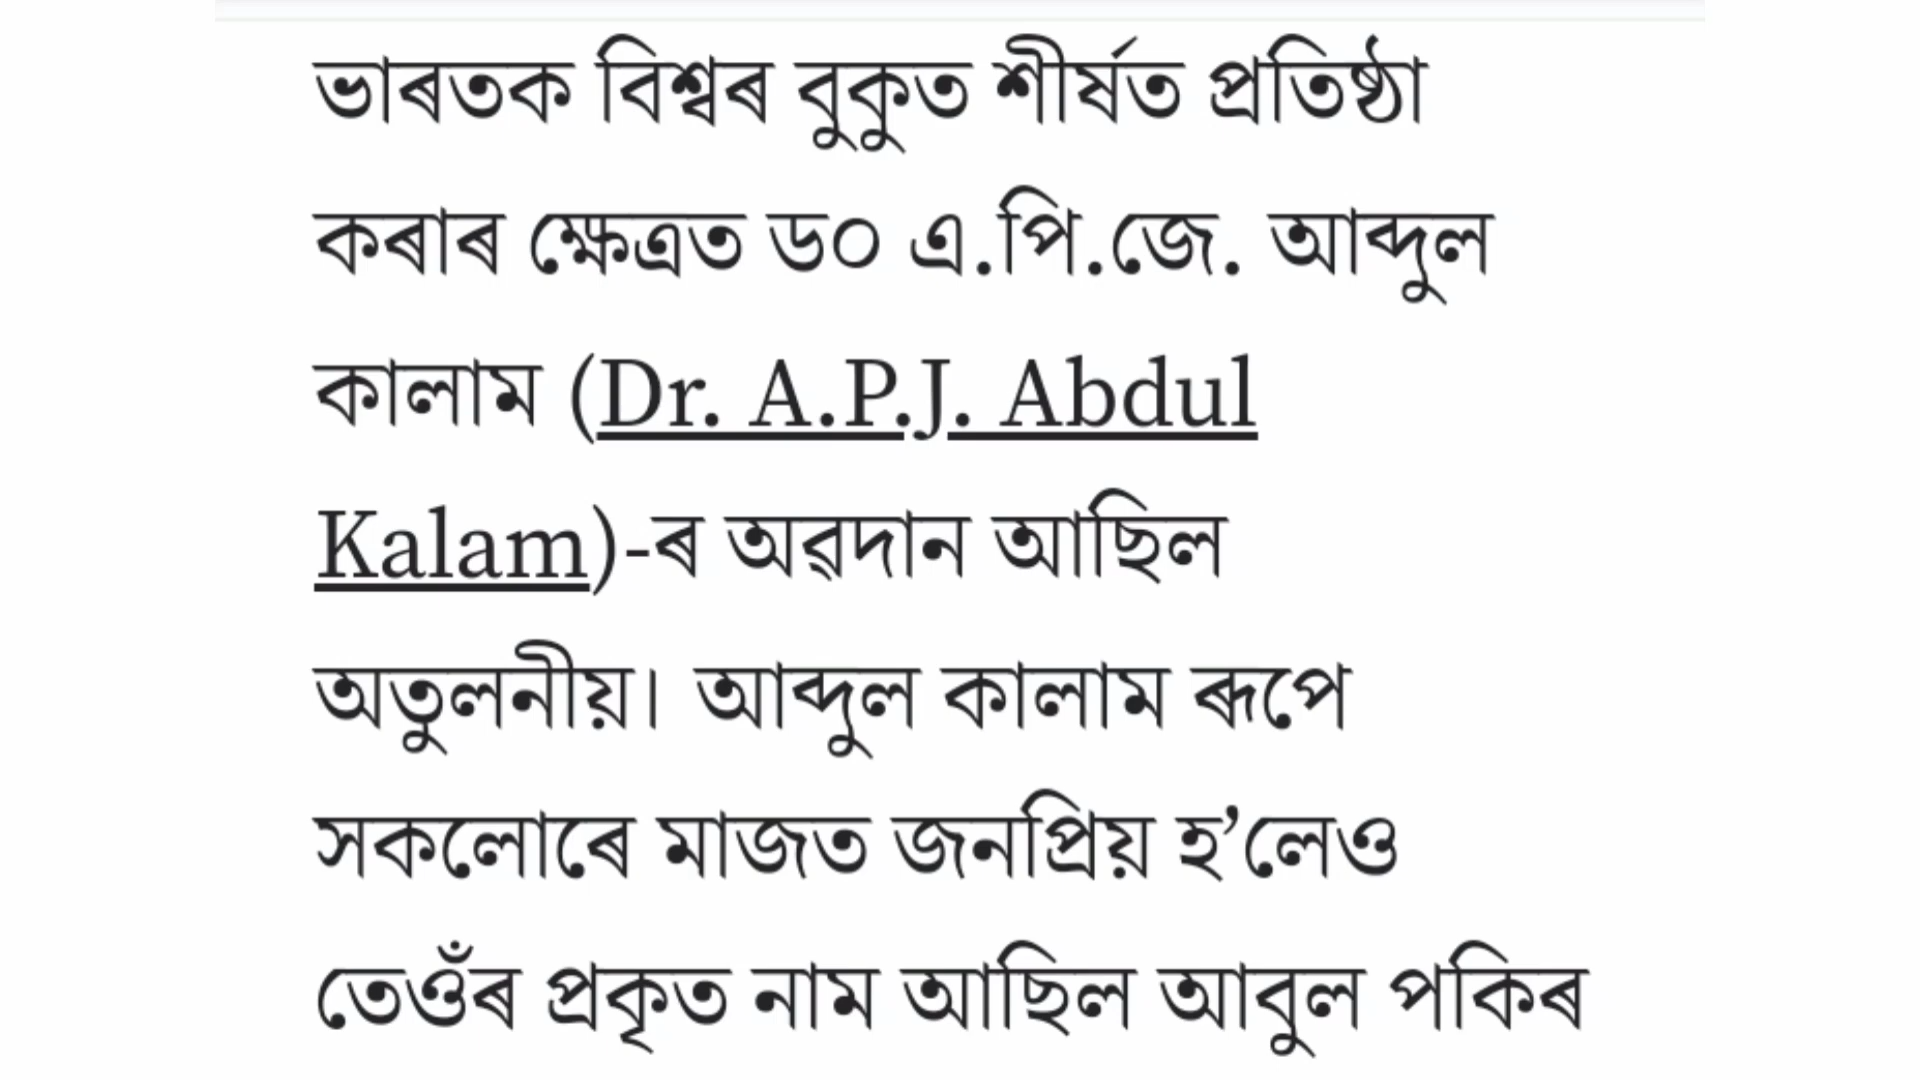 ভাৰতক বিশ্বৰ বুকুত শীৰ্ষত প্ৰতিষ্ঠা
কৰাৰ ক্ষেত্ৰত ড০ এ.পি.জে. আব্দুল
কালাম (Dr. A.P.J. Abdul
Kalam)-ৰ অৱদান আছিল
অতুলনীয়। আব্দুল কালাম ৰূপে
সকলোৰে মাজত জনপ্ৰিয় হ’লেও
তেওঁৰ প্ৰকৃত নাম আছিল আবুল পকিৰ